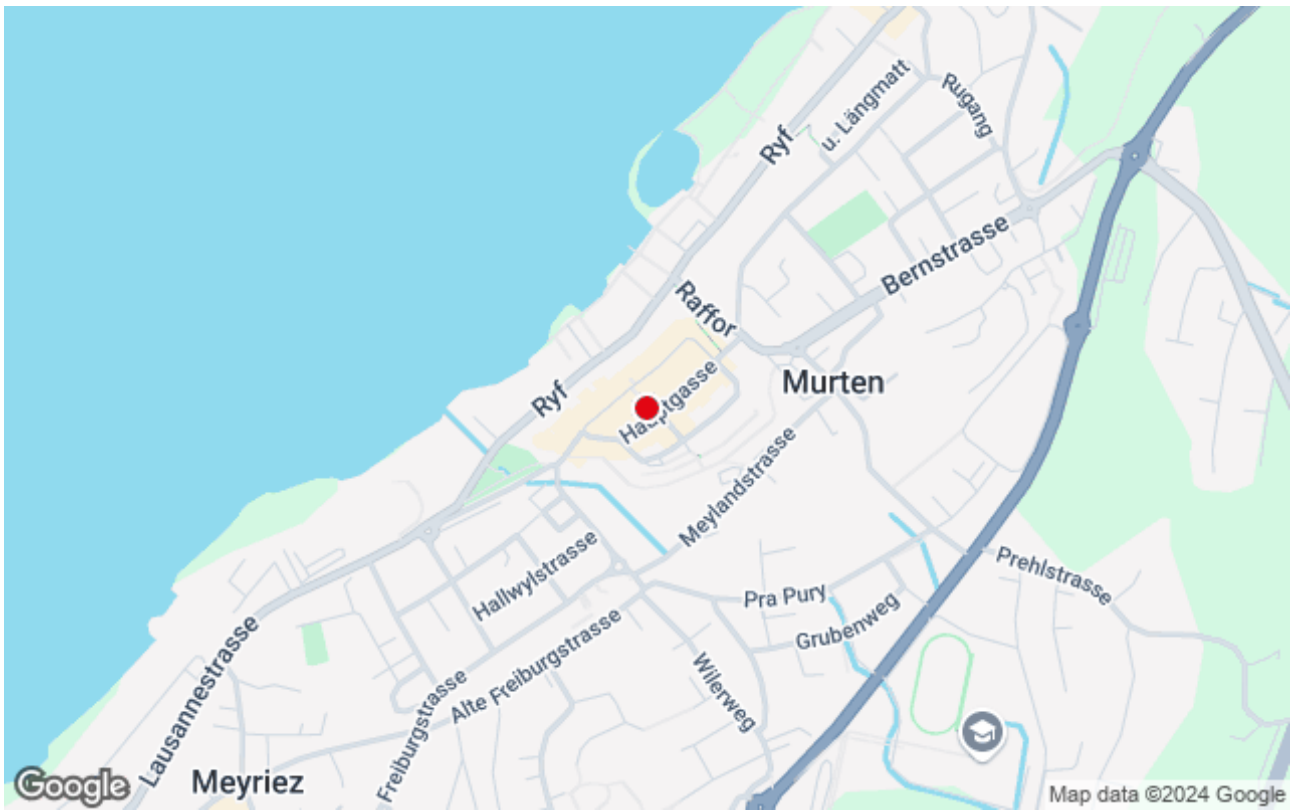 u. Längmatt
Rugang
Ryf
Bernstrasse
Raffor
Murten
Hauptgasse
Ryf
Meylandstrasse
Hallwylstrasse
Prehlstrasse
Pra Pury
Grubenweg
Lausannestrasse
Alte Freiburgstrasse
Wilerweg
Freiburgstrasse
Meyriez
Google
Map data ©2024 Google